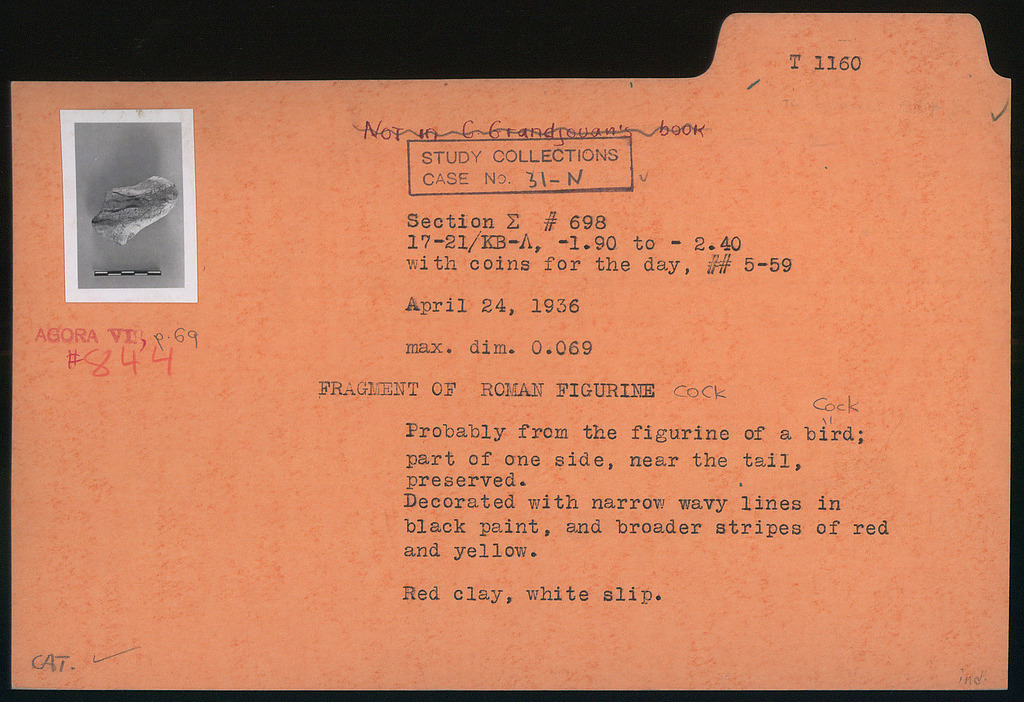 T 1160
Not in C Grandjouan's book
STUDY COLLECTIONS
CASE No. 31-N
Section Σ # 698
17-21/KB-Λ, -1.90 to - 2.40
with coins for the day, ## 5-59
April 24, 1936
max. dim. 0.069
AGORA VI, p. 69
#844
FRAGMENT OF ROMAN FIGURINE COCK
Cock
Probably from the figurine of a bird;
part of one side, near the tail,
preserved.
Decorated with narrow wavy lines in
black paint, and broader stripes of red
and yellow.
Red clay, white slip.
CAT.
ind.